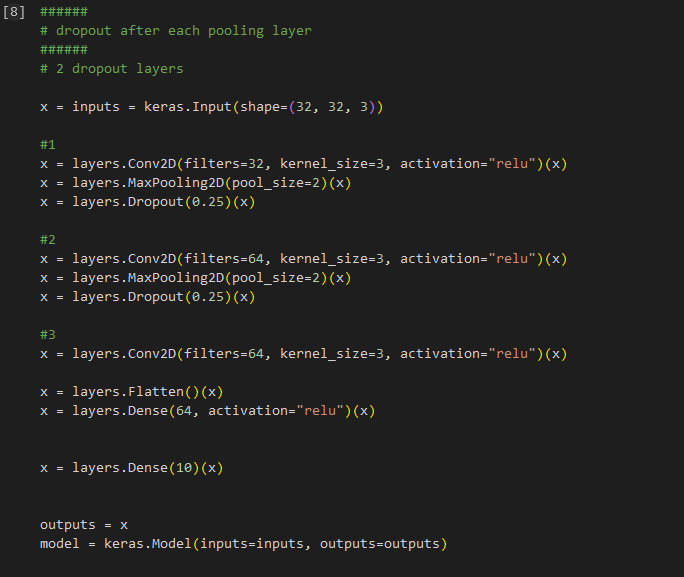 [8] ######
# dropout after each pooling layer
######
# 2 dropout layers
x = inputs = keras.Input(shape=(32, 32, 3))
#1
x = layers.Conv2D(filters=32, kernel_size=3, activation="relu")(x)
x = layers.MaxPooling2D(pool_size=2)(x)
x = layers.Dropout(0.25)(x)
#2
x = layers.Conv2D(filters=64, kernel_size=3, activation="relu")(x)
x = layers.MaxPooling2D(pool_size=2)(x)
x = layers.Dropout(0.25)(x)
#3
x = layers.Conv2D(filters=64, kernel_size=3, activation="relu")(x)
x = layers.Flatten()(x)
x = layers.Dense(64, activation="relu")(x)
x = layers.Dense(10)(x)
outputs = x
model = keras.Model(inputs=inputs, outputs=outputs)